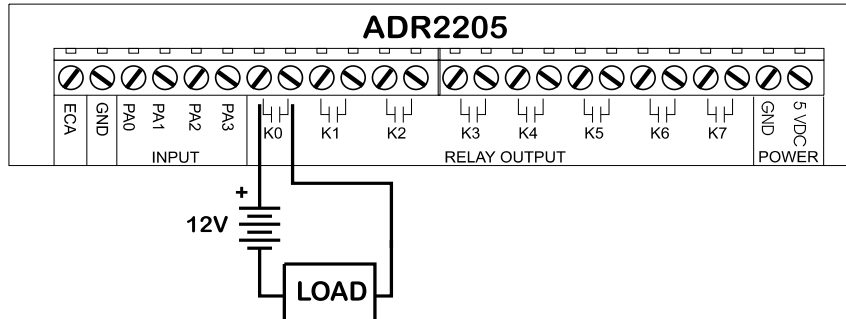 ADR2205
ECA GND PA0 PA1 PA2 PA3 K0 K1 K2 K3 K4 K5 K6 K7 GND 5 VDC
INPUT RELAY OUTPUT POWER
+
12V
LOAD